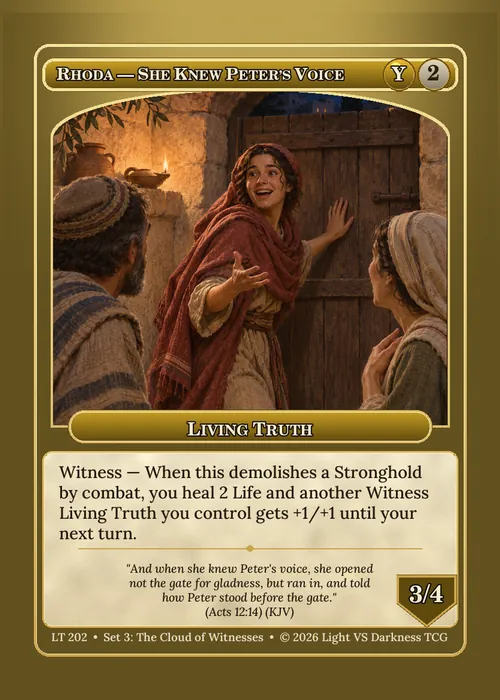 Rhoda — She Knew Peter's Voice Y 2
Living Truth
Witness — When this demolishes a Stronghold
by combat, you heal 2 Life and another Witness
Living Truth you control gets +1/+1 until your
next turn.
"And when she knew Peter's voice, she opened
not the gate for gladness, but ran in, and told
how Peter stood before the gate."
(Acts 12:14) (KJV)
3/4
LT 202 • Set 3: The Cloud of Witnesses • © 2026 Light VS Darkness TCG